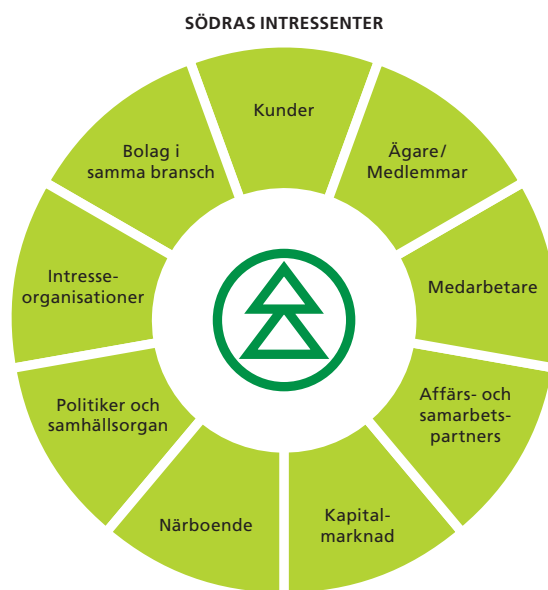 SÖDRAS INTRESSENTER
Kunder
Ägare/
Medlemmar
Medarbetare
Affärs- och
samarbets-
partners
Kapital-
marknad
Närboende
Politiker och
samhällsorgan
Intresse-
organisationer
Bolag i
samma bransch